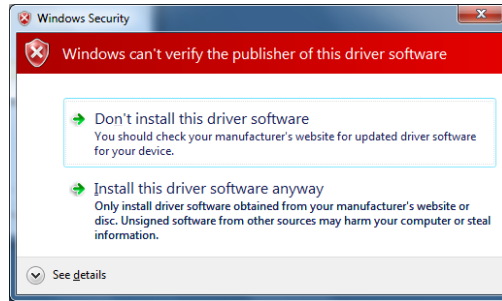 Windows Security
Windows can't verify the publisher of this driver software
Don't install this driver software
You should check your manufacturer's website for updated driver software
for your device.
Install this driver software anyway
Only install driver software obtained from your manufacturer's website or
disc. Unsigned software from other sources may harm your computer or steal
information.
See details